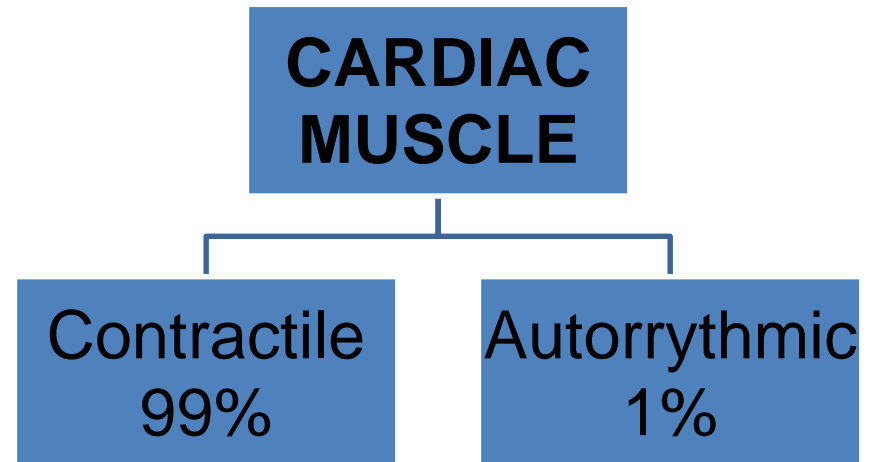 CARDIAC
MUSCLE
Contractile
99%
Autorrythmic
1%